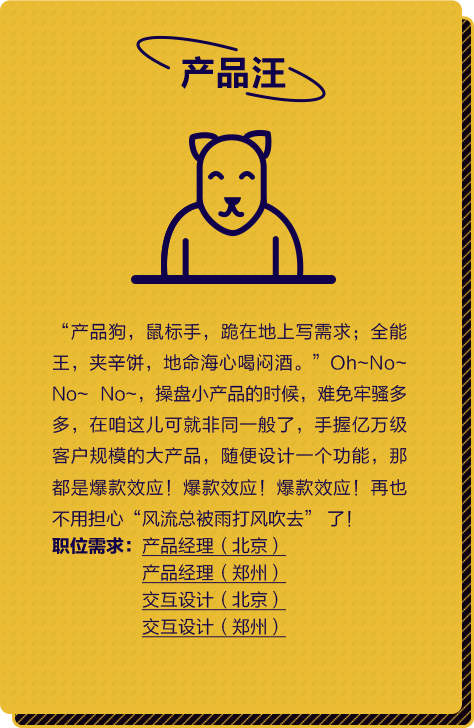 产品汪
“产品狗，鼠标手，跪在地上写需求；全能
王，夹辛饼，地命海心喝闷酒。”Oh~No~
No~ No~，操盘小产品的时候，难免牢骚多
多，在咱这儿可就非同一般了，手握亿万级
客户规模的大产品，随便设计一个功能，那
都是爆款效应！爆款效应！爆款效应！再也
不用担心“风流总被雨打风吹去” 了！
职位需求：产品经理（北京）
产品经理（郑州）
交互设计（北京）
交互设计（郑州）